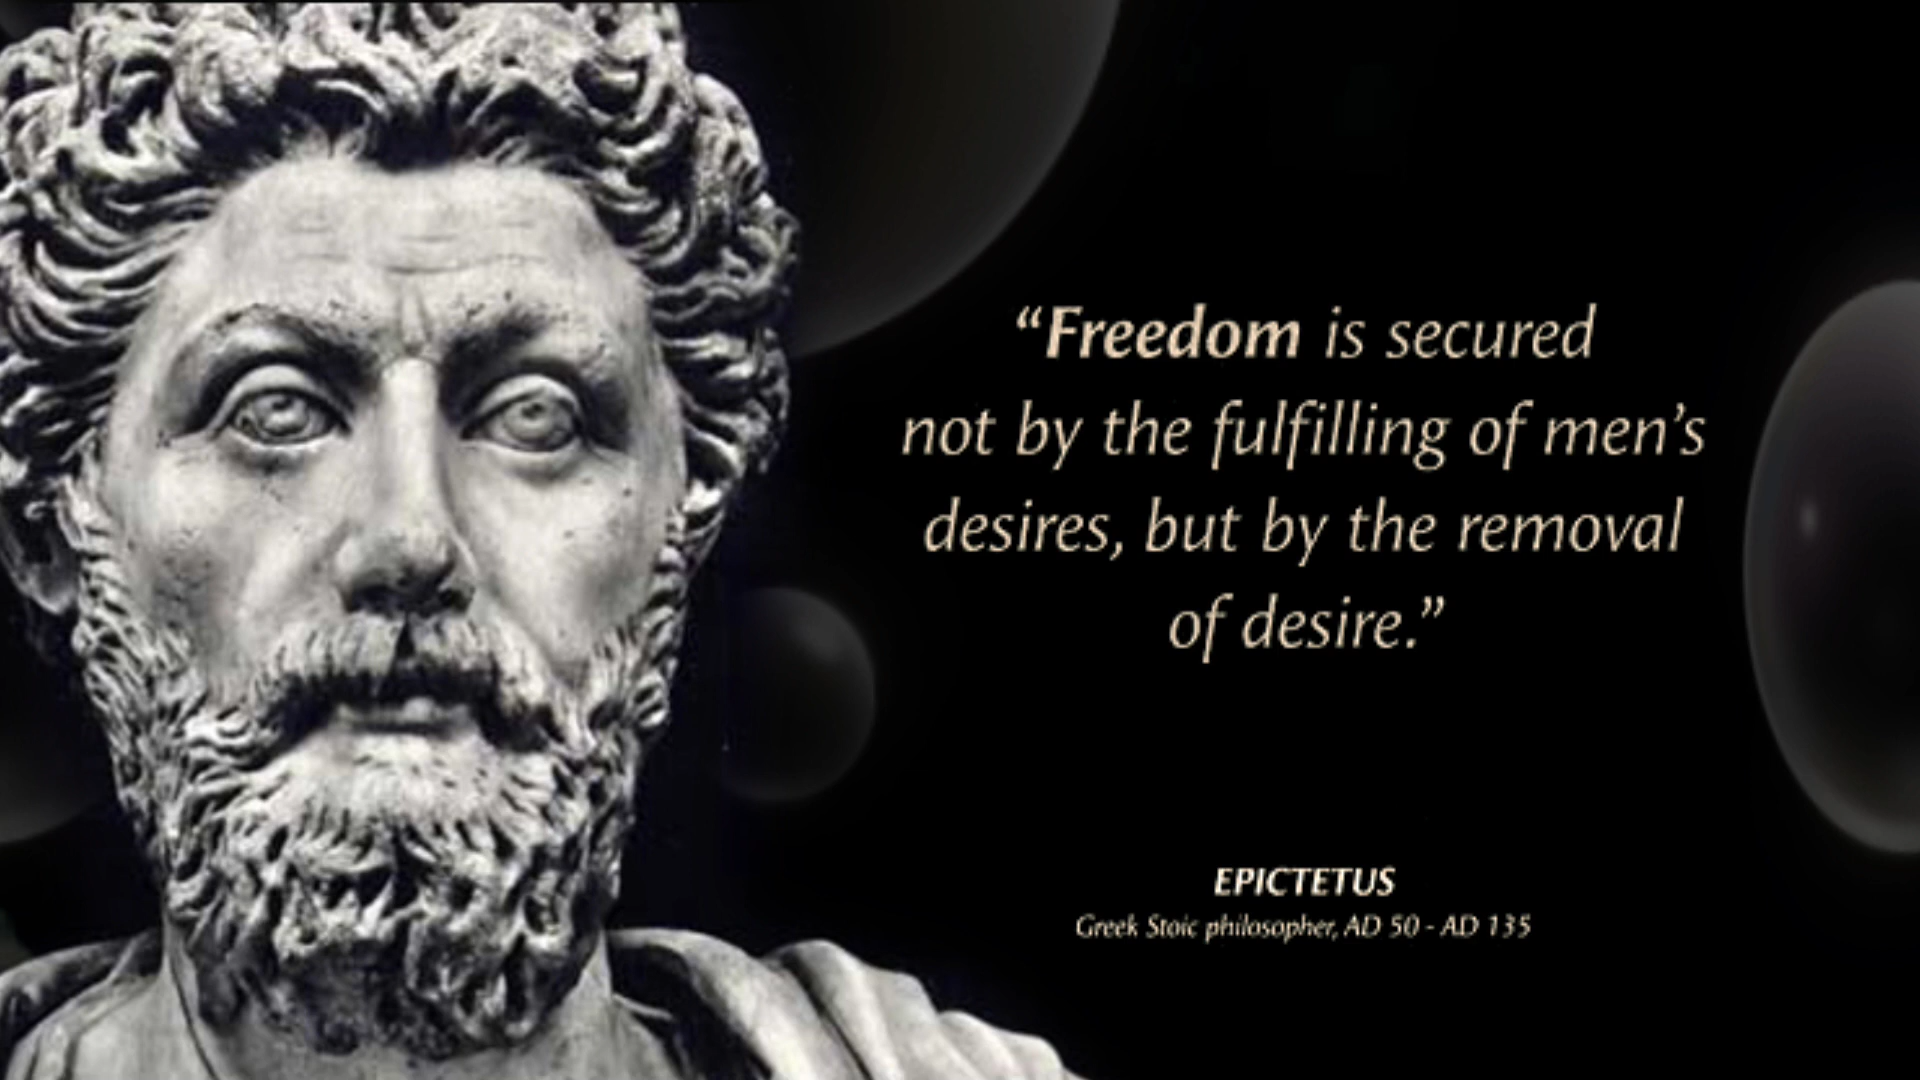 “Freedom is secured
not by the fulfilling of men’s
desires, but by the removal
of desire.”
EPICTETUS
Greek Stoic philosopher, AD 50 - AD 135